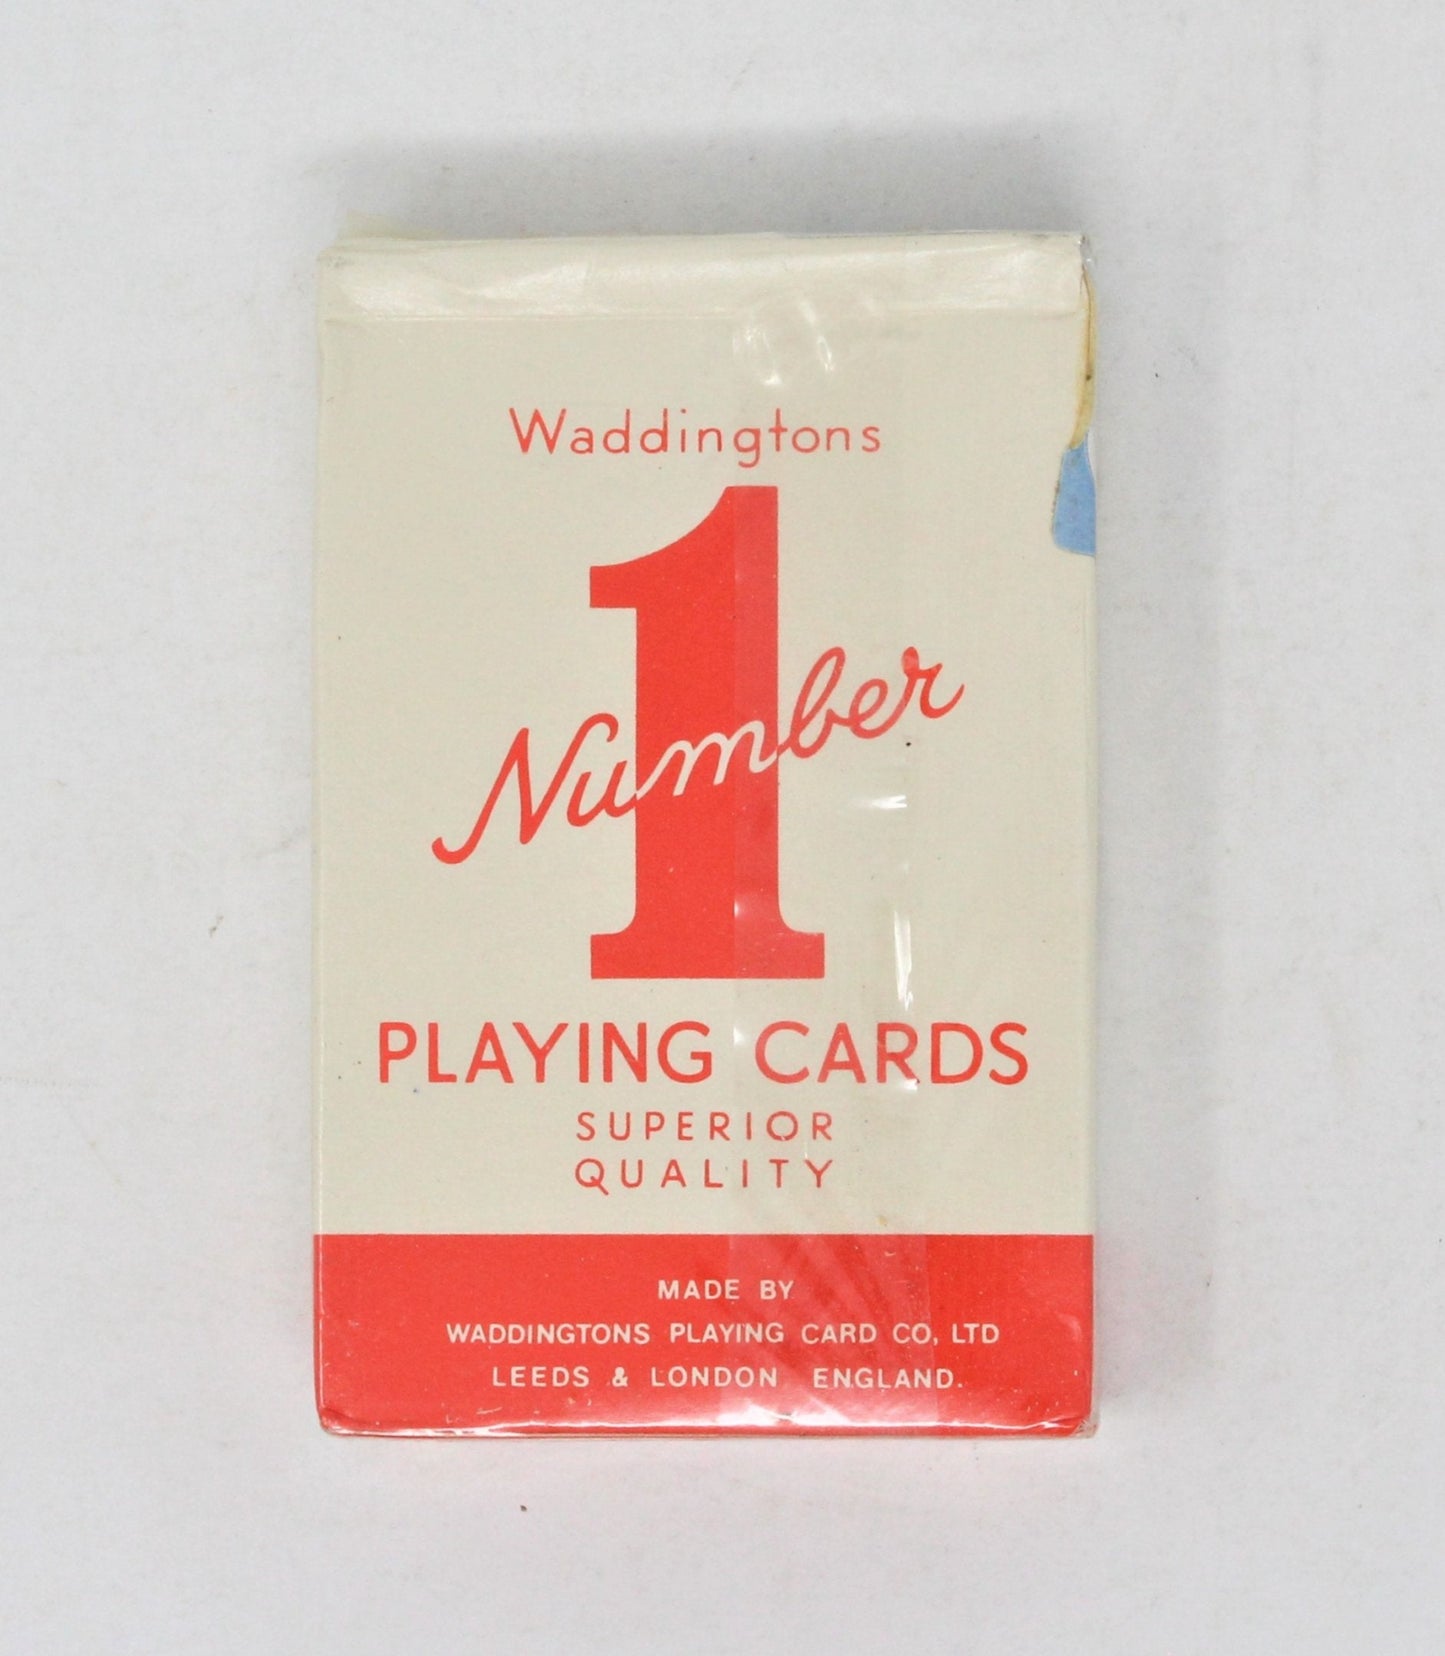 Waddingtons
1
Number
PLAYING CARDS
SUPERIOR
QUALITY
MADE BY
WADDINGTONS PLAYING CARD CO, LTD
LEEDS & LONDON ENGLAND.